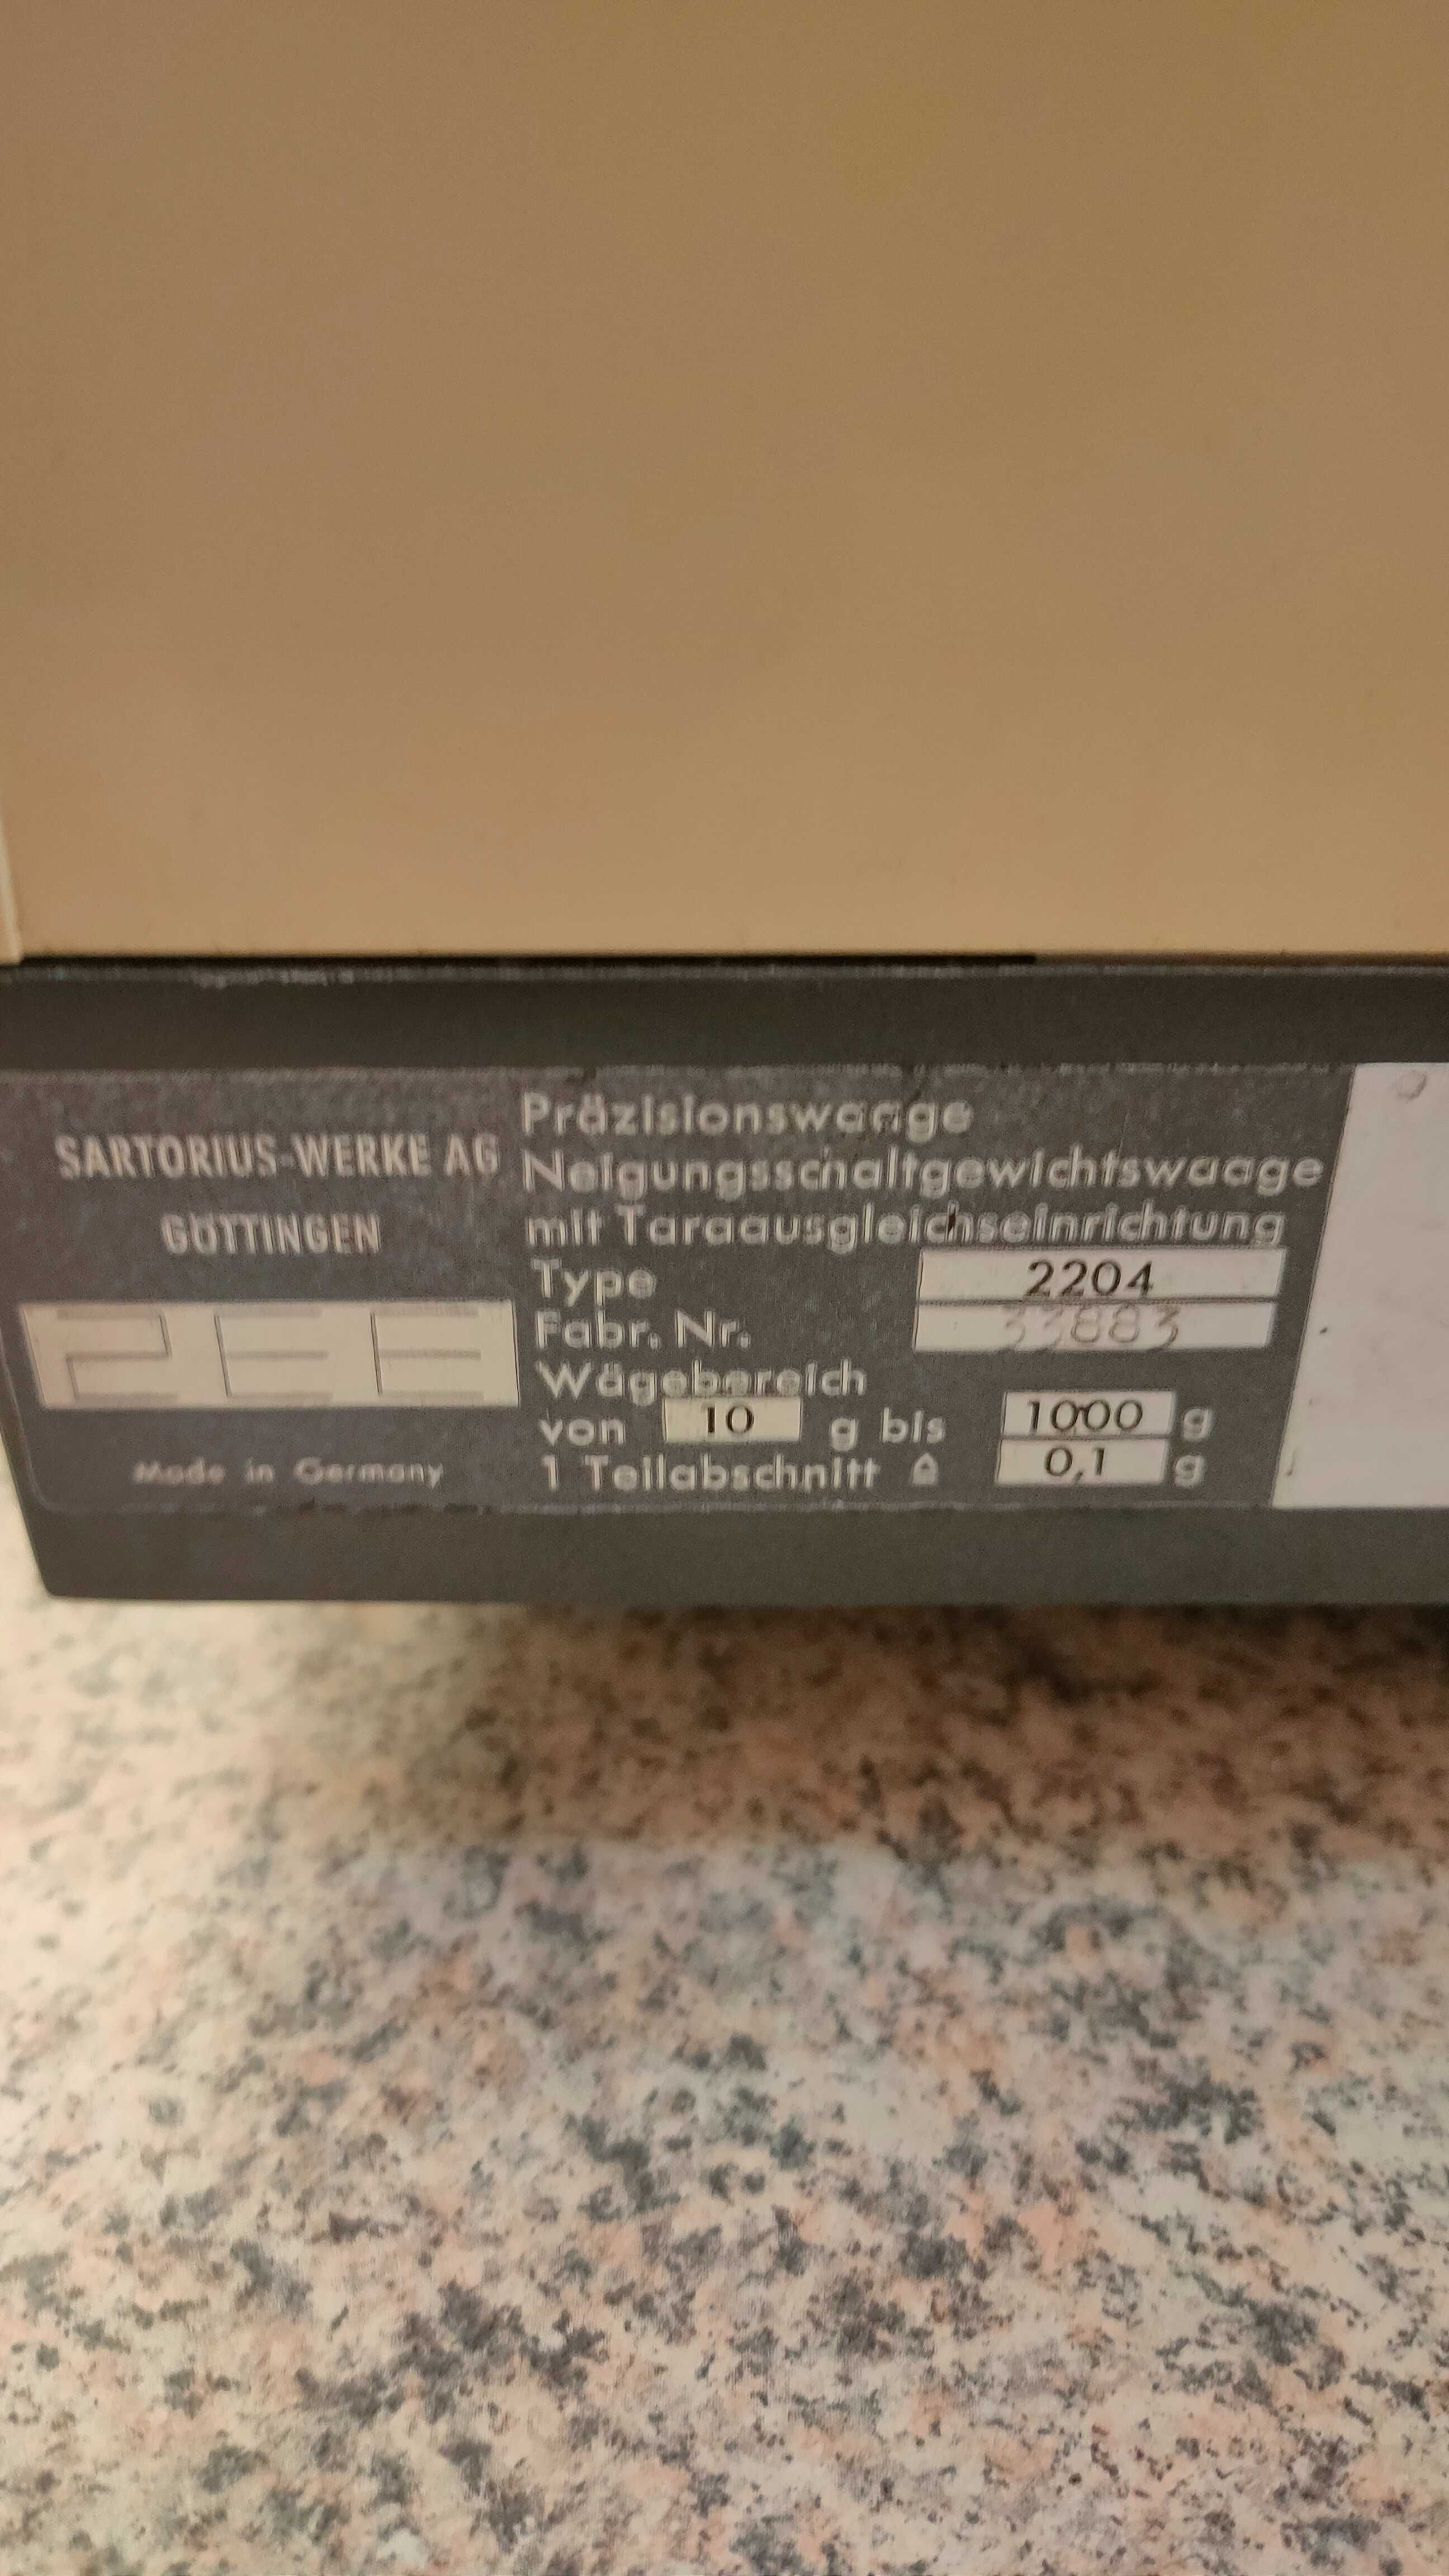 SARTORIUS-WERKE AG
GÖTTINGEN
Made in Germany
Präzisionswaage
Neigungsschaltgewichtswaage
mit Taraausgleichseinrichtung
Type 2204
Fabr. Nr. 33883
Wägebereich
von 10 g bis 1000 g
1 Teilabschnitt ≙ 0,1 g